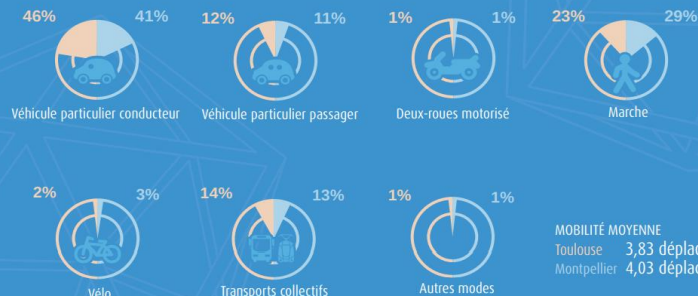 46% 41%
12% 11%
1% 1%
23% 29%
Véhicule particulier conducteur
Véhicule particulier passager
Deux-roues motorisé
Marche
2% 3%
14% 13%
1% 1%
Vélo
Transports collectifs
Autres modes
MOBILITÉ MOYENNE
Toulouse 3,83
Montpellier 4,03